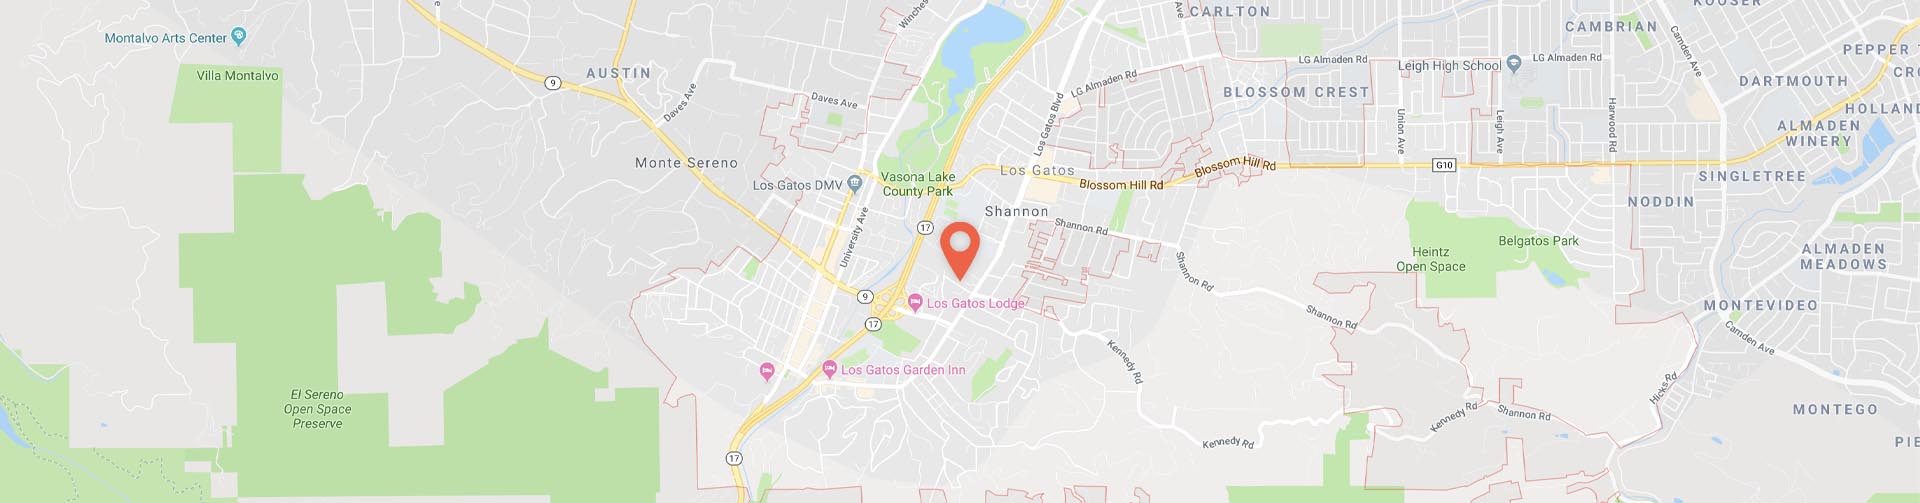 Winches
Ave
CARLTON
KOOSER
CAMBRIAN
Montalvo Arts Center
Villa Montalvo
AUSTIN
9
Daves Ave
Daves Ave
LG Almaden Rd
Los Gatos Blvd
LG Almaden Rd
BLOSSOM CREST
Leigh High School
LG Almaden Rd
Camden Ave
PEPPER T
CRO
DARTMOUTH
HOLLAND
ALMADEN
WINERY
Union Ave
Leigh Ave
Harwood Rd
Monte Sereno
Los Gatos DMV
Vasona Lake
County Park
Los Gatos
Blossom Hill Rd
Blossom Hill Rd
G10
SINGLETREE
NODDIN
Shannon
University Ave
17
Shannon Rd
Shannon Rd
Heintz
Open Space
Belgatos Park
ALMADEN
MEADOWS
9
Los Gatos Lodge
17
Shannon Rd
MONTEVIDEO
Camden Ave
Kennedy Rd
Los Gatos Garden Inn
Hicks Rd
El Sereno
Open Space
Preserve
Kennedy Rd
Shannon Rd
MONTEGO
Kennedy Rd
PIE
17